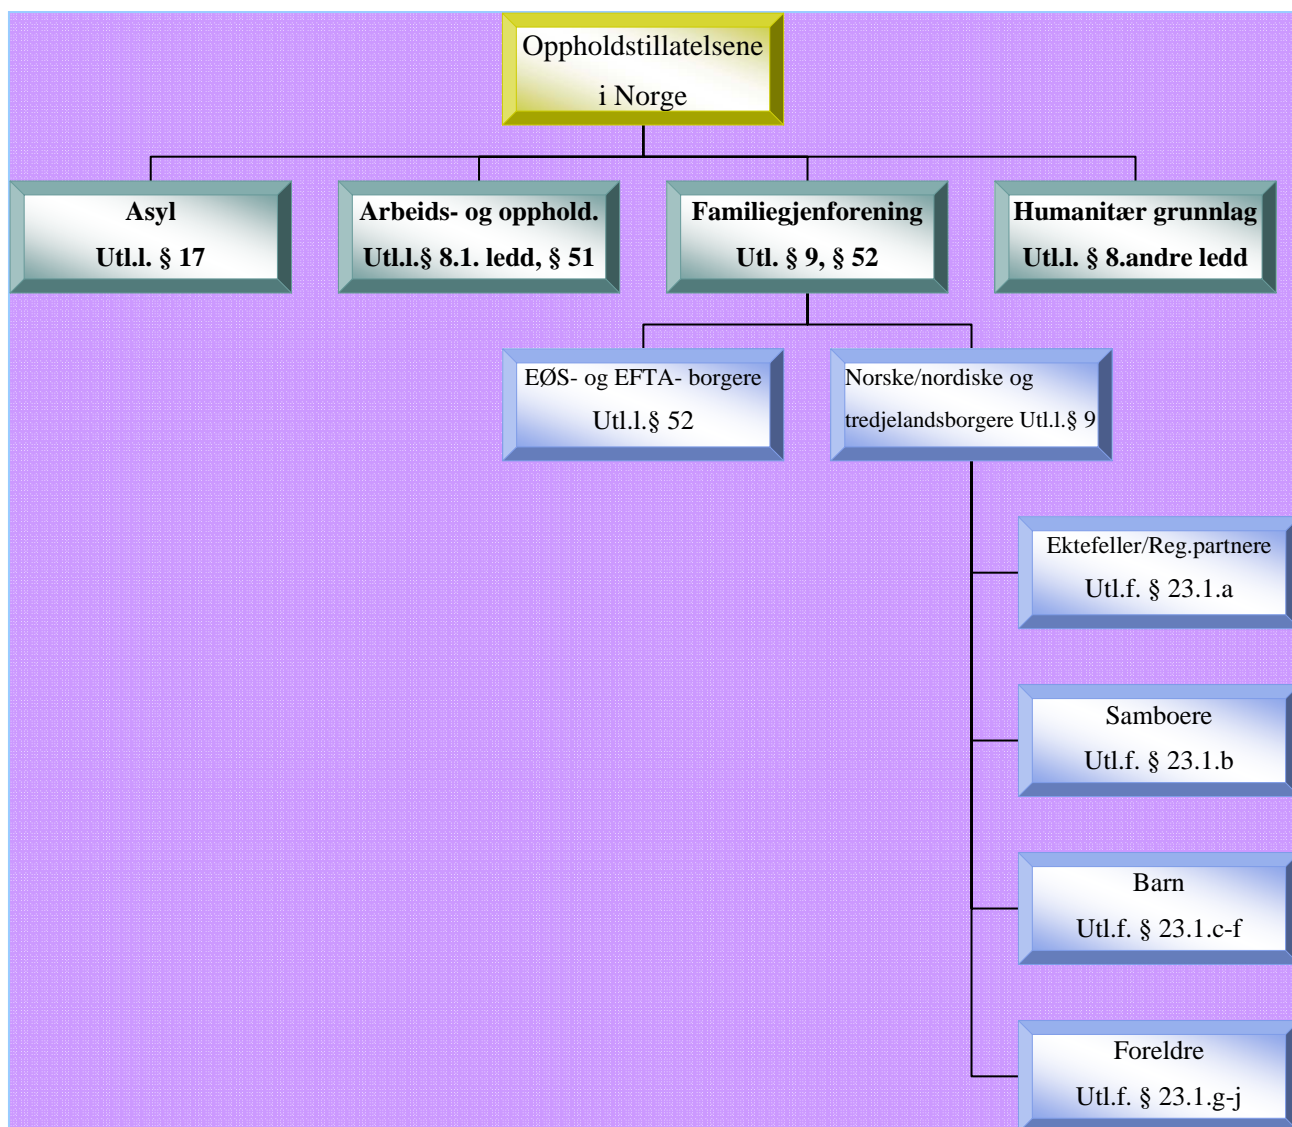 Oppholdstillatelsene
i Norge
Asyl
Utl.l. § 17
Arbeids- og opphold.
Utl.l.§ 8.1. ledd, § 51
Familiegjenforening
Utl. § 9, § 52
Humanitær grunnlag
Utl.l. § 8.andre ledd
EØS- og EFTA- borgere
Utl.l.§ 52
Norske/nordiske og
tredjelandsborgere Utl.l.§ 9
Ektefeller/Reg.partnere
Utl.f. § 23.1.a
Samboere
Utl.f. § 23.1.b
Barn
Utl.f. § 23.1.c-f
Foreldre
Utl.f. § 23.1.g-j